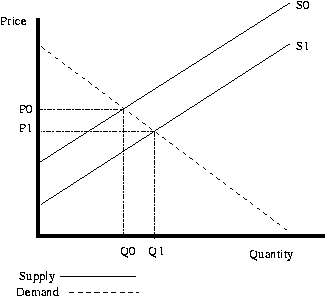 S0
Price
S1
P0
P1
Q0 Q1
Quantity
Supply
Demand